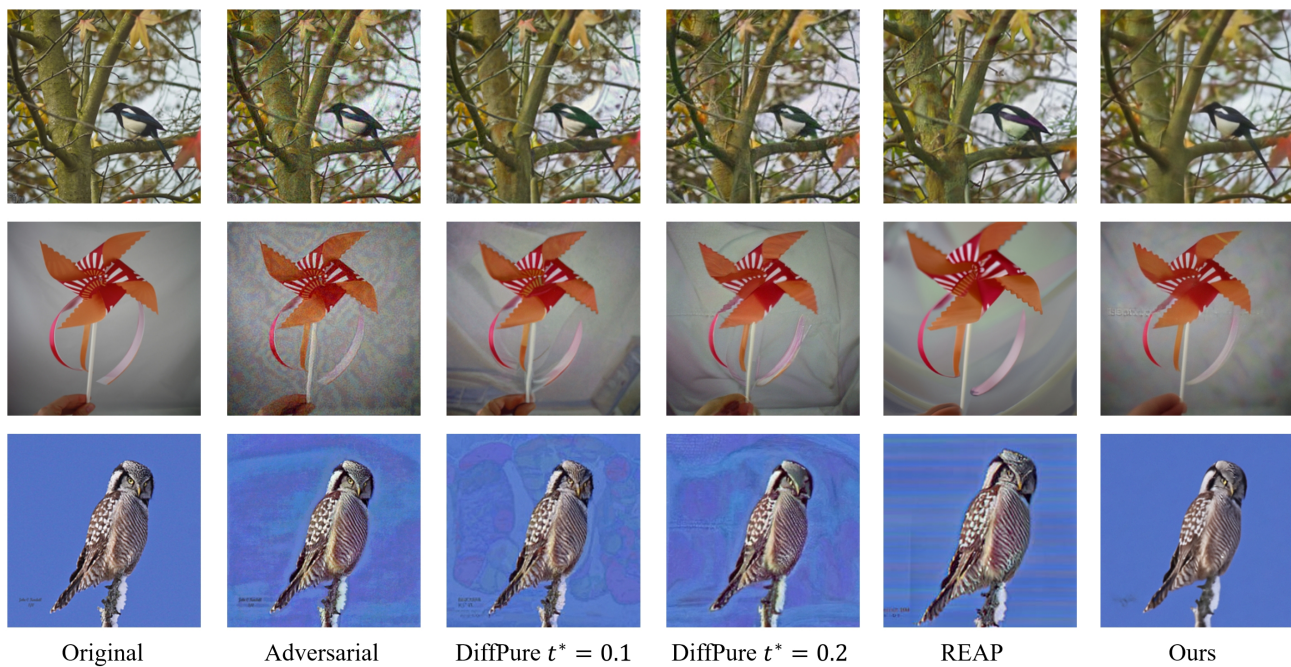 Original Adversarial DiffPure t* = 0.1 DiffPure t* = 0.2 REAP Ours